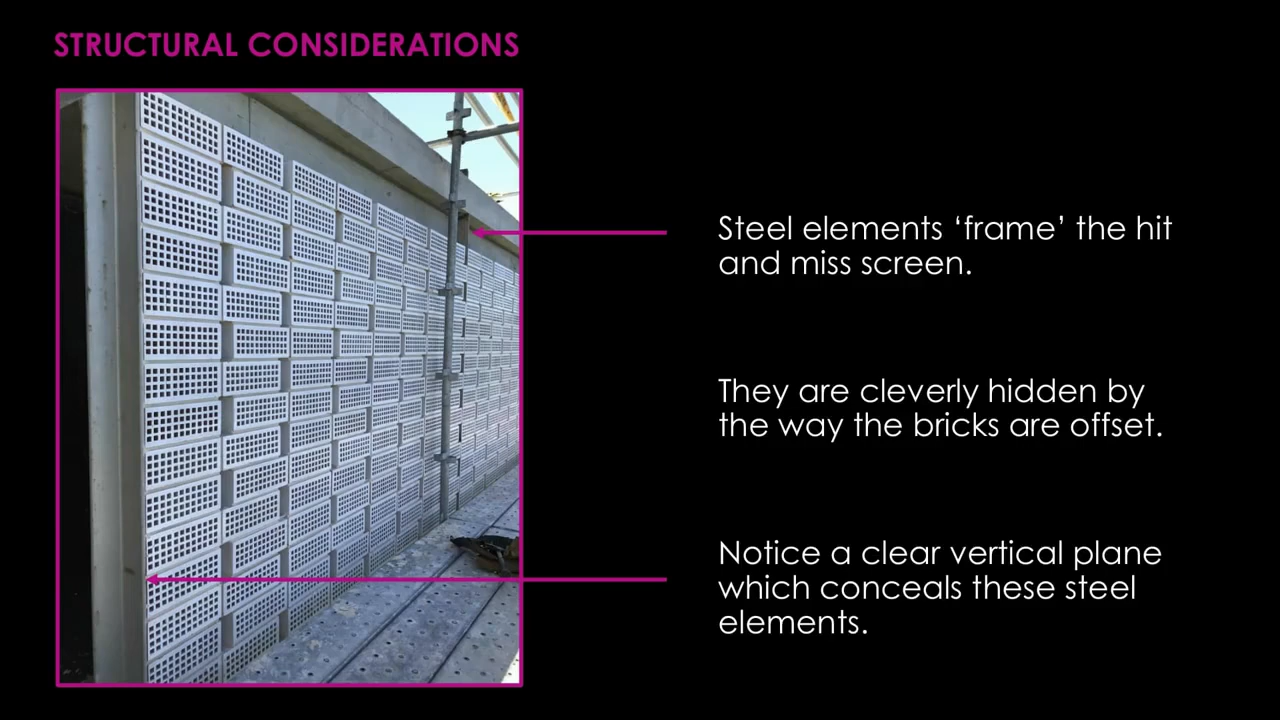 STRUCTURAL CONSIDERATIONS
Steel elements ‘frame’ the hit
and miss screen.
They are cleverly hidden by
the way the bricks are offset.
Notice a clear vertical plane
which conceals these steel
elements.